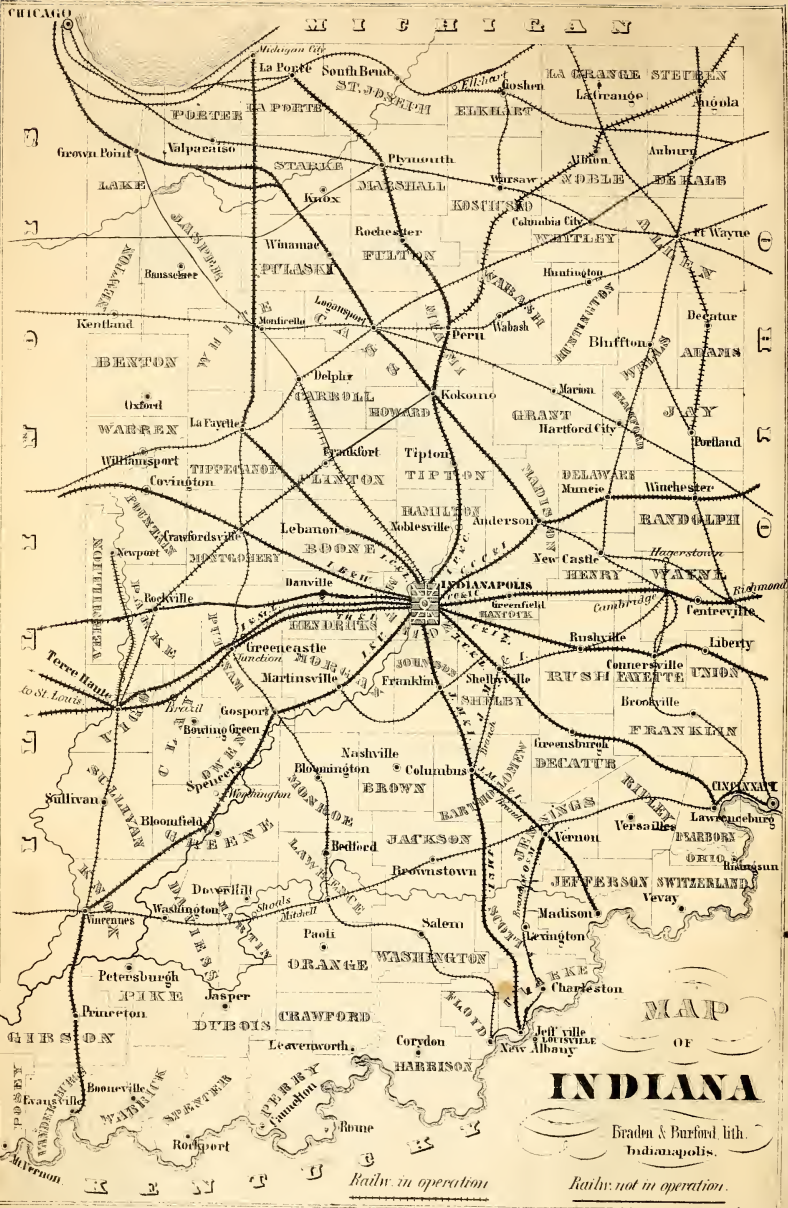 CHICAGO
MICHIGAN
Michigan City
La Porte
South Bend
Elkhart
Goshen
LA GRANGE
STEUBEN
La Grange
Angola
ST. JOSEPH
PORTER
LA PORTE
ELKHART
Crown Point
Valparaiso
Plymouth
Albion
Auburn
LAKE
STARKE
MARSHALL
Warsaw
NOBLE
DE KALB
Knox
KOSCIUSKO
Columbia City
WHITLEY
Ft Wayne
ALLEN
JASPER
Rochester
FULTON
Winamac
PULASKI
NEWTON
WABASH
Huntington
HUNTINGTON
Kentland
Monticello
Logansport
CASS
MIAMI
Peru
Wabash
Decatur
ADAMS
Bluffton
WELLS
BENTON
WHITE
Delphi
CARROLL
Kokomo
HOWARD
Marion
GRANT
Hartford City
JAY
Portland
Oxford
WARREN
La Fayette
Williamsport
TIPPECANOE
Frankfort
CLINTON
Tipton
TIPTON
MADISON
DELAWARE
Muncie
Winchester
RANDOLPH
Covington
FOUNTAIN
HAMILTON
Noblesville
Anderson
Crawfordsville
MONTGOMERY
Lebanon
BOONE
New Castle
HENRY
Hagerstown
WAYNE
Newport
PARKE
Rockville
Danville
I. B & W.
INDIANAPOLIS
Greenfield
HANCOCK
Cambridge
Centreville
Richmond
HENDRICKS
PUTNAM
Greencastle
Junction
MORGAN
JOHNSON
Shelbyville
SHELBY
Rushville
RUSH
Connersville
FAYETTE
Liberty
UNION
Terre Haute
to St. Louis
Brazil
CLAY
Martinsville
Franklin
Brookville
FRANKLIN
Gosport
Bowling Green
OWEN
Spencer
Nashville
BROWN
Bloomington
MONROE
Columbus
Greensburgh
DECATUR
Sullivan
SULLIVAN
Worthington
Bloomfield
GREENE
J. M & I.
Branch
JENNINGS
RIPLEY
Versailles
CINCINNATI
Lawrenceburg
DEARBORN
OHIO
Vernon
JACKSON
Brownstown
Bedford
LAWRENCE
JEFFERSON
SWITZERLAND
Vevay
KNOX
Vincennes
DAVIESS
Washington
Doverhill
MARTIN
Shoals
Mitchell
SCOTT
Madison
Lexington
Paoli
ORANGE
Salem
WASHINGTON
Petersburgh
PIKE
Jasper
DUBOIS
CRAWFORD
Charleston
FLOYD
Jeff'ville
LOUISVILLE
New Albany
Princeton
GIBSON
Leavenworth
Corydon
HARRISON
POSEY
Evansville
Booneville
WARRICK
SPENCER
PERRY
Cannelton
Rome
Rockport
Mt Vernon
KENTUCKY
OHIO
MAP
OF
INDIANA
Braden & Burford, lith.
Indianapolis.
Railw. in operation
Railw. not in operation.